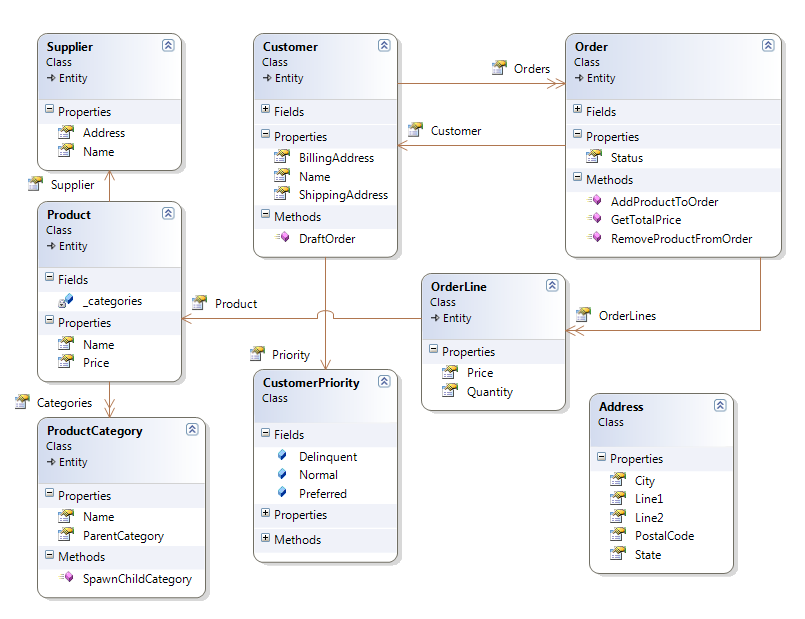 Supplier
Class
Entity
Properties
Address
Name
Supplier
Product
Class
Entity
Fields
_categories
Properties
Name
Price
Categories
ProductCategory
Class
Entity
Properties
Name
ParentCategory
Methods
SpawnChildCategory
Customer
Class
Entity
Fields
Properties
BillingAddress
Name
ShippingAddress
Methods
DraftOrder
Orders
Customer
Order
Class
Entity
Fields
Properties
Status
Methods
AddProductToOrder
GetTotalPrice
RemoveProductFromOrder
Product
OrderLine
Class
Entity
Properties
Price
Quantity
OrderLines
Priority
CustomerPriority
Class
Fields
Delinquent
Normal
Preferred
Properties
Methods
Address
Class
Properties
City
Line1
Line2
PostalCode
State